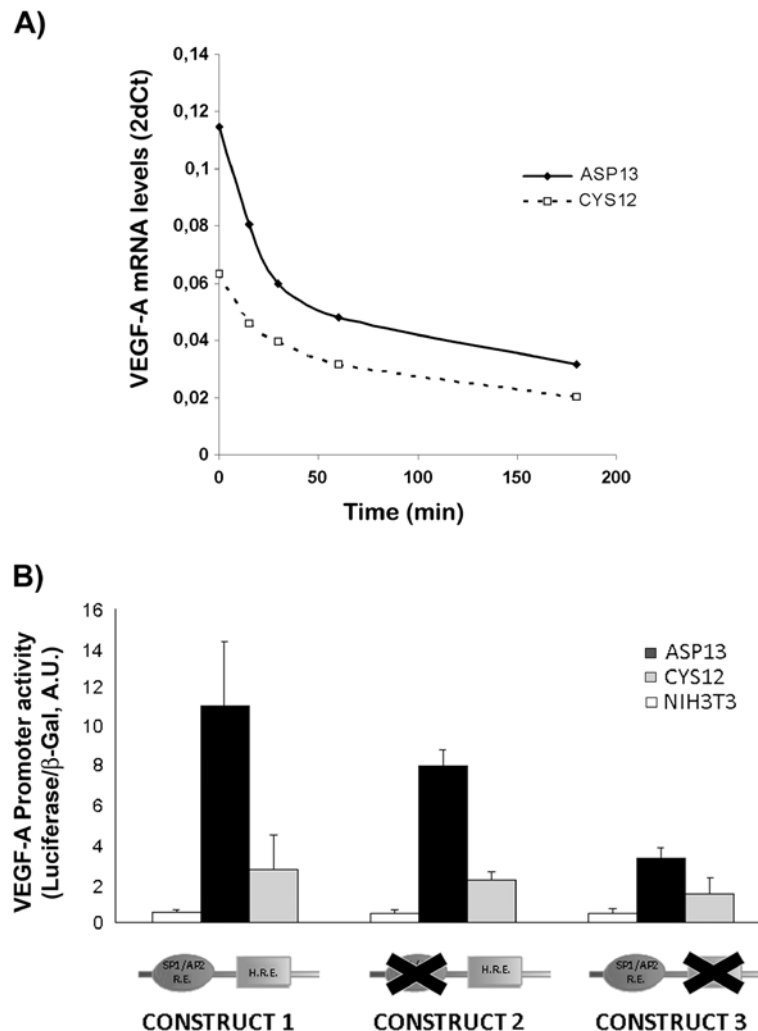 A)
VEGF-A mRNA levels (2dCt)
0,14
0,12
0,1
0,08
0,06
0,04
0,02
0
0
50
100
150
200
Time (min)
ASP13
CYS12
B)
VEGF-A Promoter activity
(Luciferase/β-Gal, A.U.)
16
14
12
10
8
6
4
2
0
ASP13
CYS12
NIH3T3
SP1/AP2
R.E.
H.R.E.
H.R.E.
SP1/AP2
R.E.
CONSTRUCT 1
CONSTRUCT 2
CONSTRUCT 3